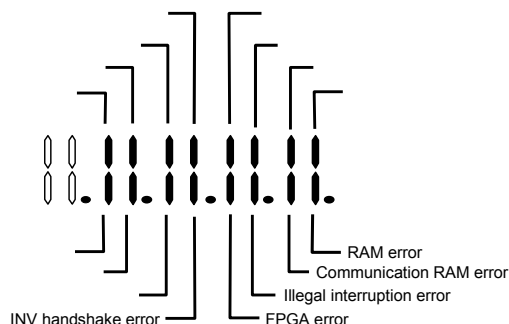 RAM error
Communication RAM error
Illegal interruption error
INV handshake error
FPGA error